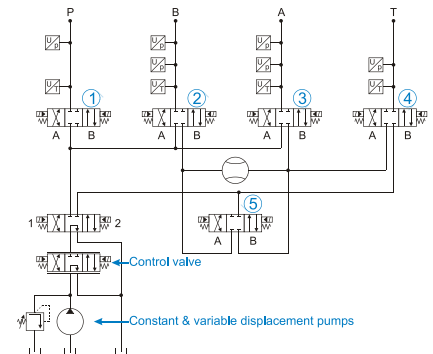 P B A T
U p U p U p U p
U p U p
U T U T U T U T
1 2 3 4
A B A B A B A B
5
1 2
A B
Control valve
Constant & variable displacement pumps